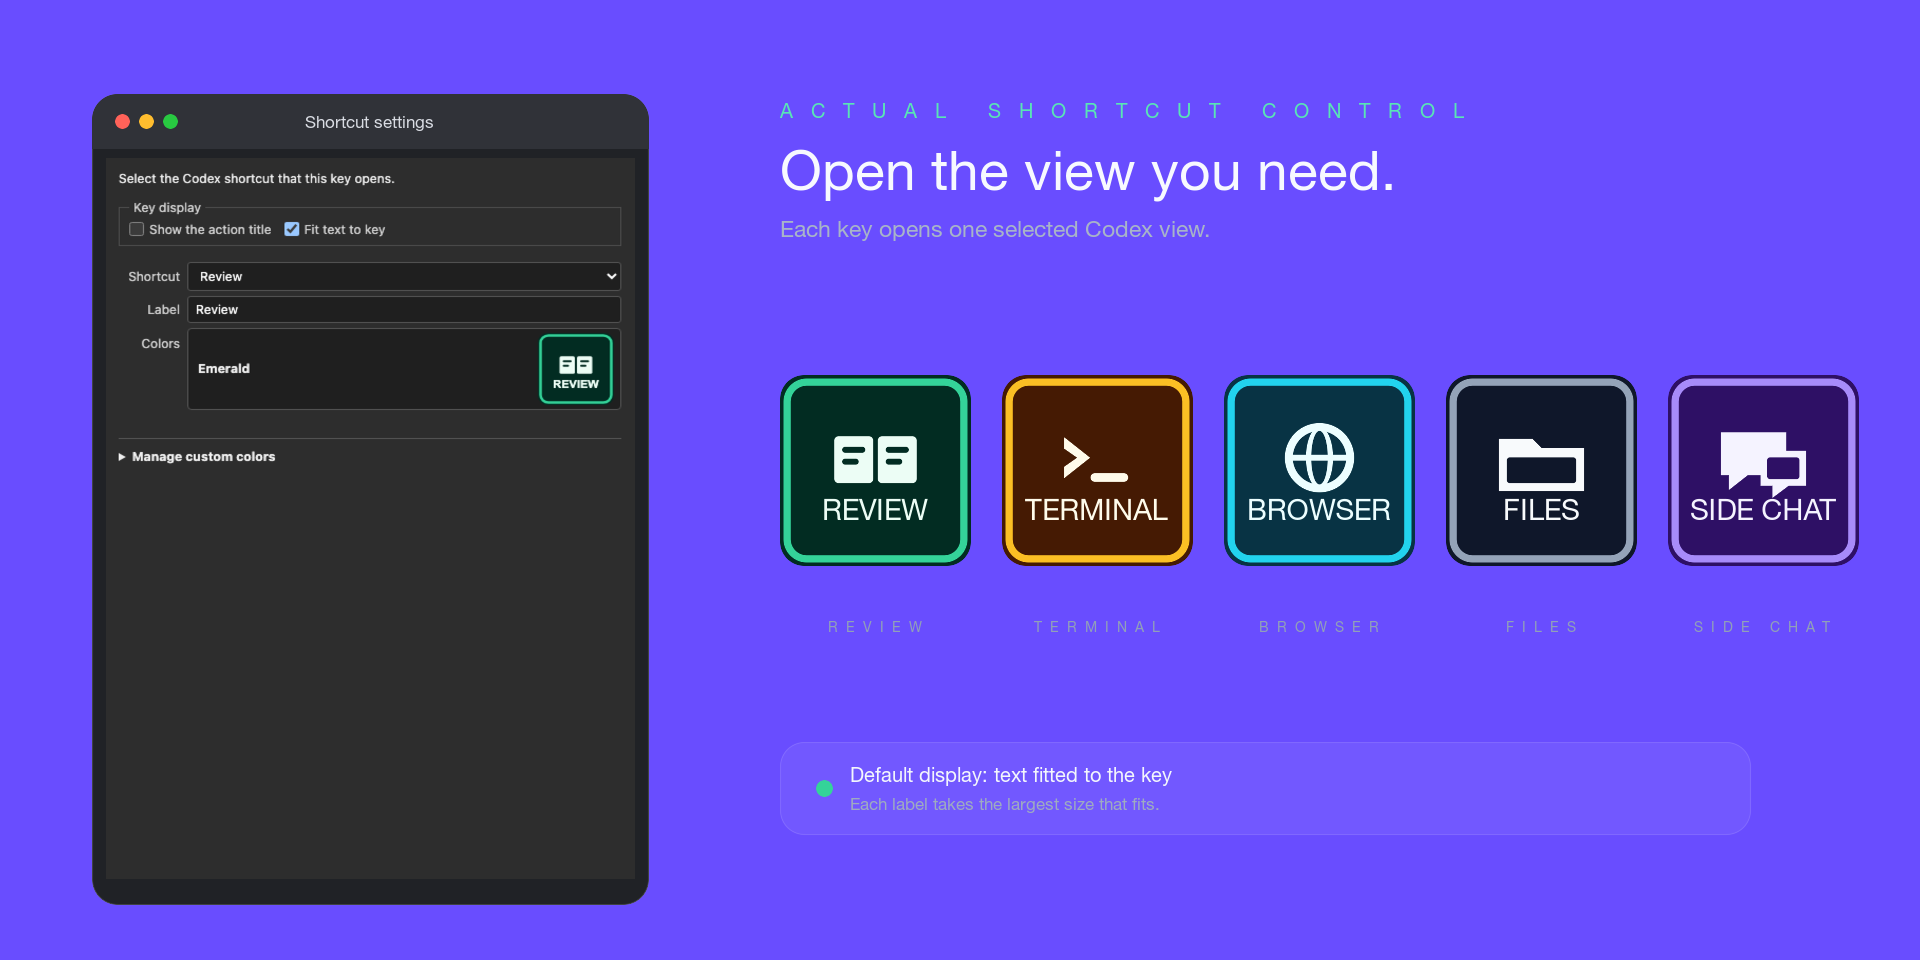 Shortcut settings
Select the Codex shortcut that this key opens.
Key display
Show the action title
Fit text to key
Shortcut
Review
Label
Review
Colors
Emerald
REVIEW
Manage custom colors
ACTUAL SHORTCUT CONTROL
Open the view you need.
Each key opens one selected Codex view.
REVIEW
TERMINAL
BROWSER
FILES
SIDE CHAT
REVIEW
TERMINAL
BROWSER
FILES
SIDE CHAT
Default display: text fitted to the key
Each label takes the largest size that fits.